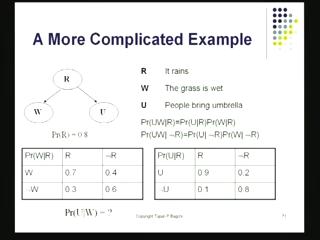 A More Complicated Example
R
W
U
Pr(R) = 0.8
R It rains
W The grass is wet
U People bring umbrella
Pr(UW|R)=Pr(U|R)Pr(W|R)
Pr(UW| ¬R)=Pr(U| ¬R)Pr(W| ¬R)
Pr(W|R) R ¬R
W 0.7 0.4
¬W 0.3 0.6
Pr(U|R) R ¬R
U 0.9 0.2
¬U 0.1 0.8
Pr(U|W) = ?